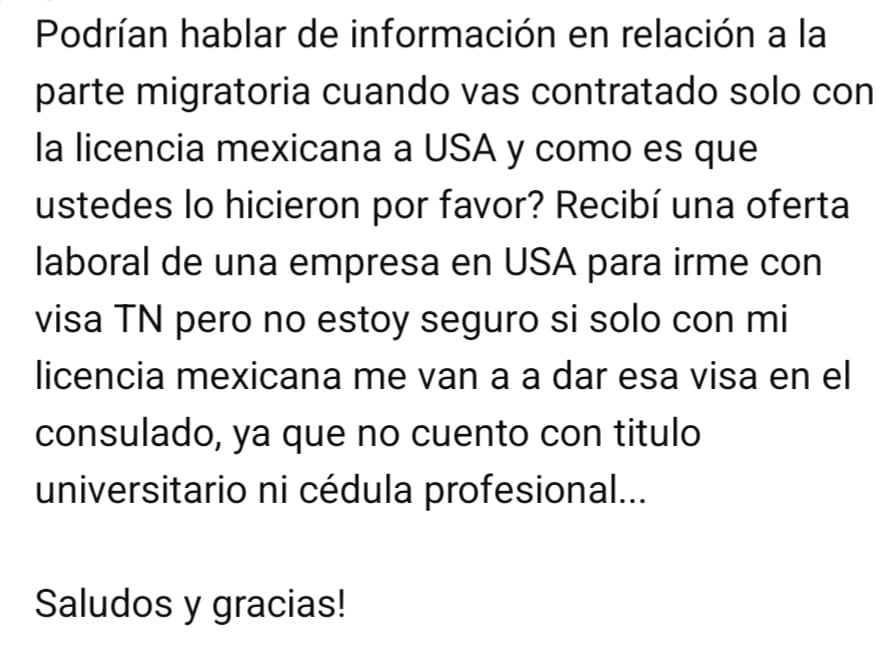 Podrían hablar de información en relación a la
parte migratoria cuando vas contratado solo con
la licencia mexicana a USA y como es que
ustedes lo hicieron por favor? Recibí una oferta
laboral de una empresa en USA para irme con
visa TN pero no estoy seguro si solo con mi
licencia mexicana me van a a dar esa visa en el
consulado, ya que no cuento con titulo
universitario ni cédula profesional...

Saludos y gracias!